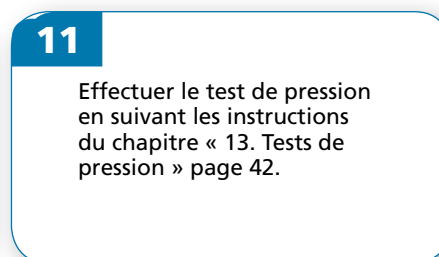 11
Effectuer le test de pression
en suivant les instructions
du chapitre « 13. Tests de
pression » page 42.